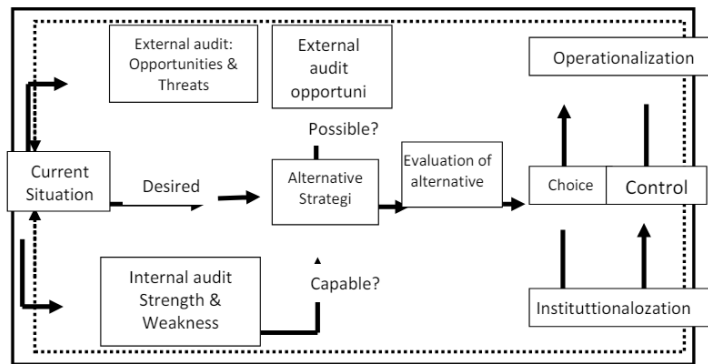 External audit:
Opportunities &
Threats
External
audit
opportuni
Operationalization
Possible?
Current
Situation
Desired
Alternative
Strategi
Evaluation of
alternative
Choice
Control
Internal audit
Strength &
Weakness
Capable?
Instituttionalozation